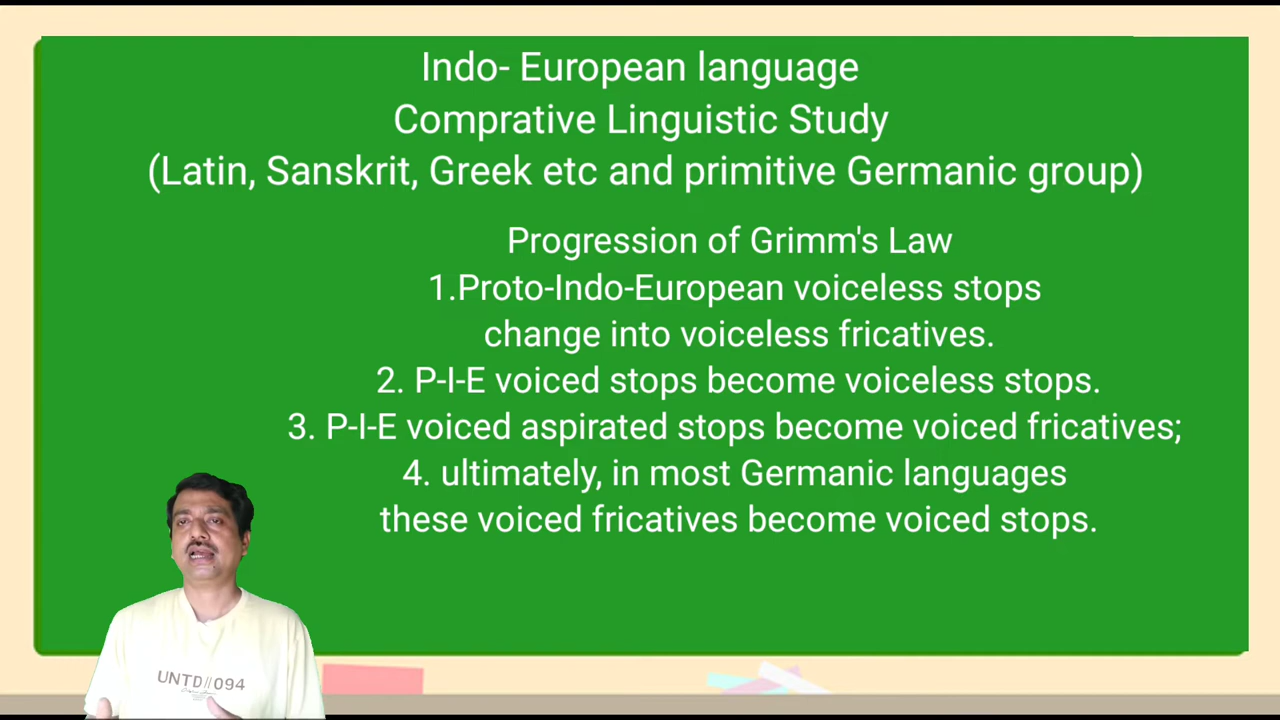 Indo- European language
Comprative Linguistic Study
(Latin, Sanskrit, Greek etc and primitive Germanic group)
Progression of Grimm's Law
1.Proto-Indo-European voiceless stops
change into voiceless fricatives.
2. P-I-E voiced stops become voiceless stops.
3. P-I-E voiced aspirated stops become voiced fricatives;
4. ultimately, in most Germanic languages
these voiced fricatives become voiced stops.
UNTD//094